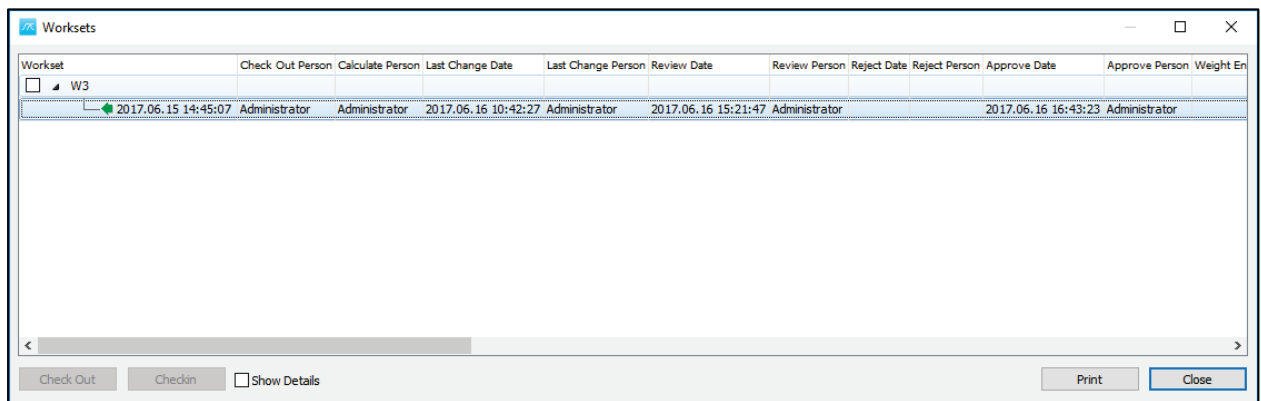 Worksets
Workset Check Out Person Calculate Person Last Change Date Last Change Person Review Date Review Person Reject Date Reject Person Approve Date Approve Person Weight En
W3
2017.06.15 14:45:07 Administrator Administrator 2017.06.16 10:42:27 Administrator 2017.06.16 15:21:47 Administrator 2017.06.16 16:43:23 Administrator
Check Out Checkin Show Details Print Close